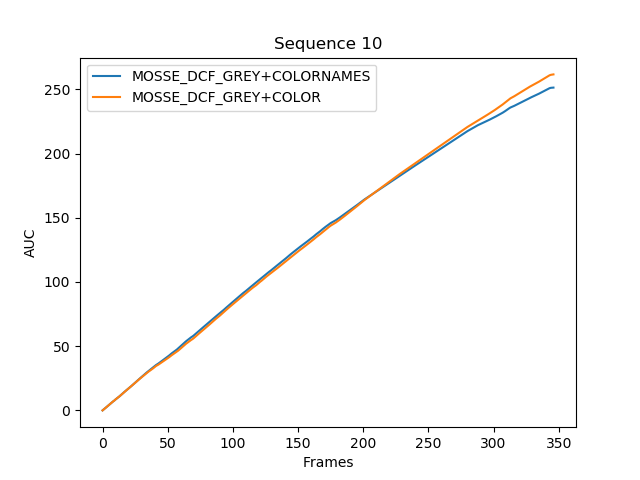 Sequence 10
MOSSE_DCF_GREY+COLORNAMES
MOSSE_DCF_GREY+COLOR
250
200
150
100
50
0
AUC
0 50 100 150 200 250 300 350
Frames